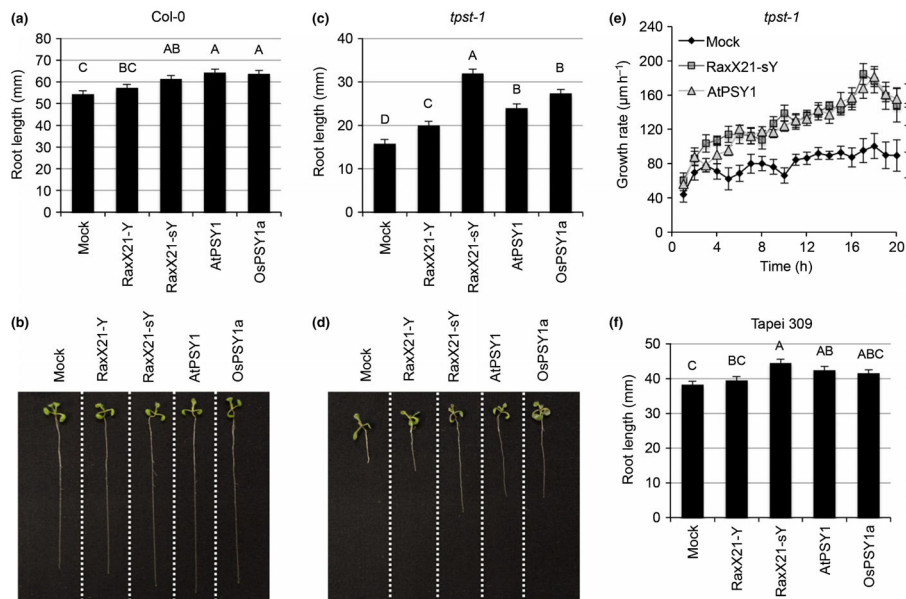 (a) Col-0
Root length (mm)
80
70
60
50
40
30
20
10
0
C BC AB A A
Mock
RaxX21-Y
RaxX21-sY
AtPSY1
OsPSY1a
(c) tpst-1
Root length (mm)
40
30
20
10
0
D C A B B
Mock
RaxX21-Y
RaxX21-sY
AtPSY1
OsPSY1a
(e) tpst-1
Growth rate (µm h⁻¹)
240
200
160
120
80
40
0
Mock
RaxX21-sY
AtPSY1
0 4 8 12 16 20
Time (h)
(b)
Mock
RaxX21-Y
RaxX21-sY
AtPSY1
OsPSY1a
(d)
Mock
RaxX21-Y
RaxX21-sY
AtPSY1
OsPSY1a
(f) Tapei 309
Root length (mm)
50
40
30
20
10
0
C BC A AB ABC
Mock
RaxX21-Y
RaxX21-sY
AtPSY1
OsPSY1a